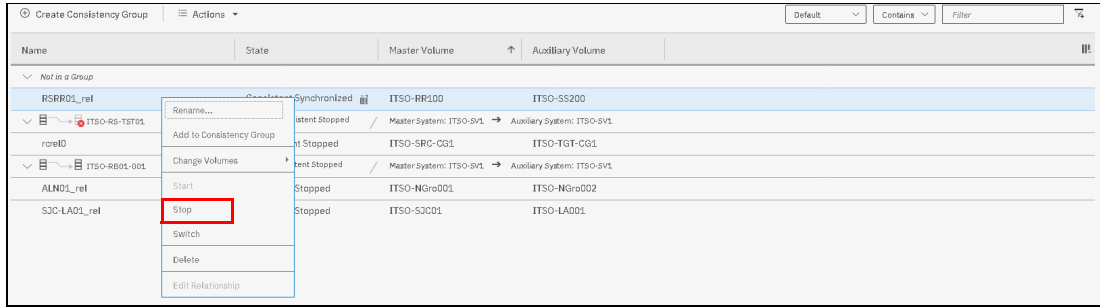 Create Consistency Group Actions Default Contains Filter
Name State Master Volume Auxiliary Volume
Not in a Group
RSRR01_rel Consistent Synchronized ITSO-RR100 ITSO-SS200
Rename...
ITSO-RS-TST01 istent Stopped / Master System: ITSO-SV1 → Auxiliary System: ITSO-SV1
Add to Consistency Group
rcrel0 nt Stopped ITSO-SRC-CG1 ITSO-TGT-CG1
Change Volumes
ITSO-RB01-001 tent Stopped / Master System: ITSO-SV1 → Auxiliary System: ITSO-SV1
Start
ALN01_rel Stopped ITSO-NGro001 ITSO-NGro002
Stop
SJC-LA01_rel Stopped ITSO-SJC01 ITSO-LA001
Switch
Delete
Edit Relationship